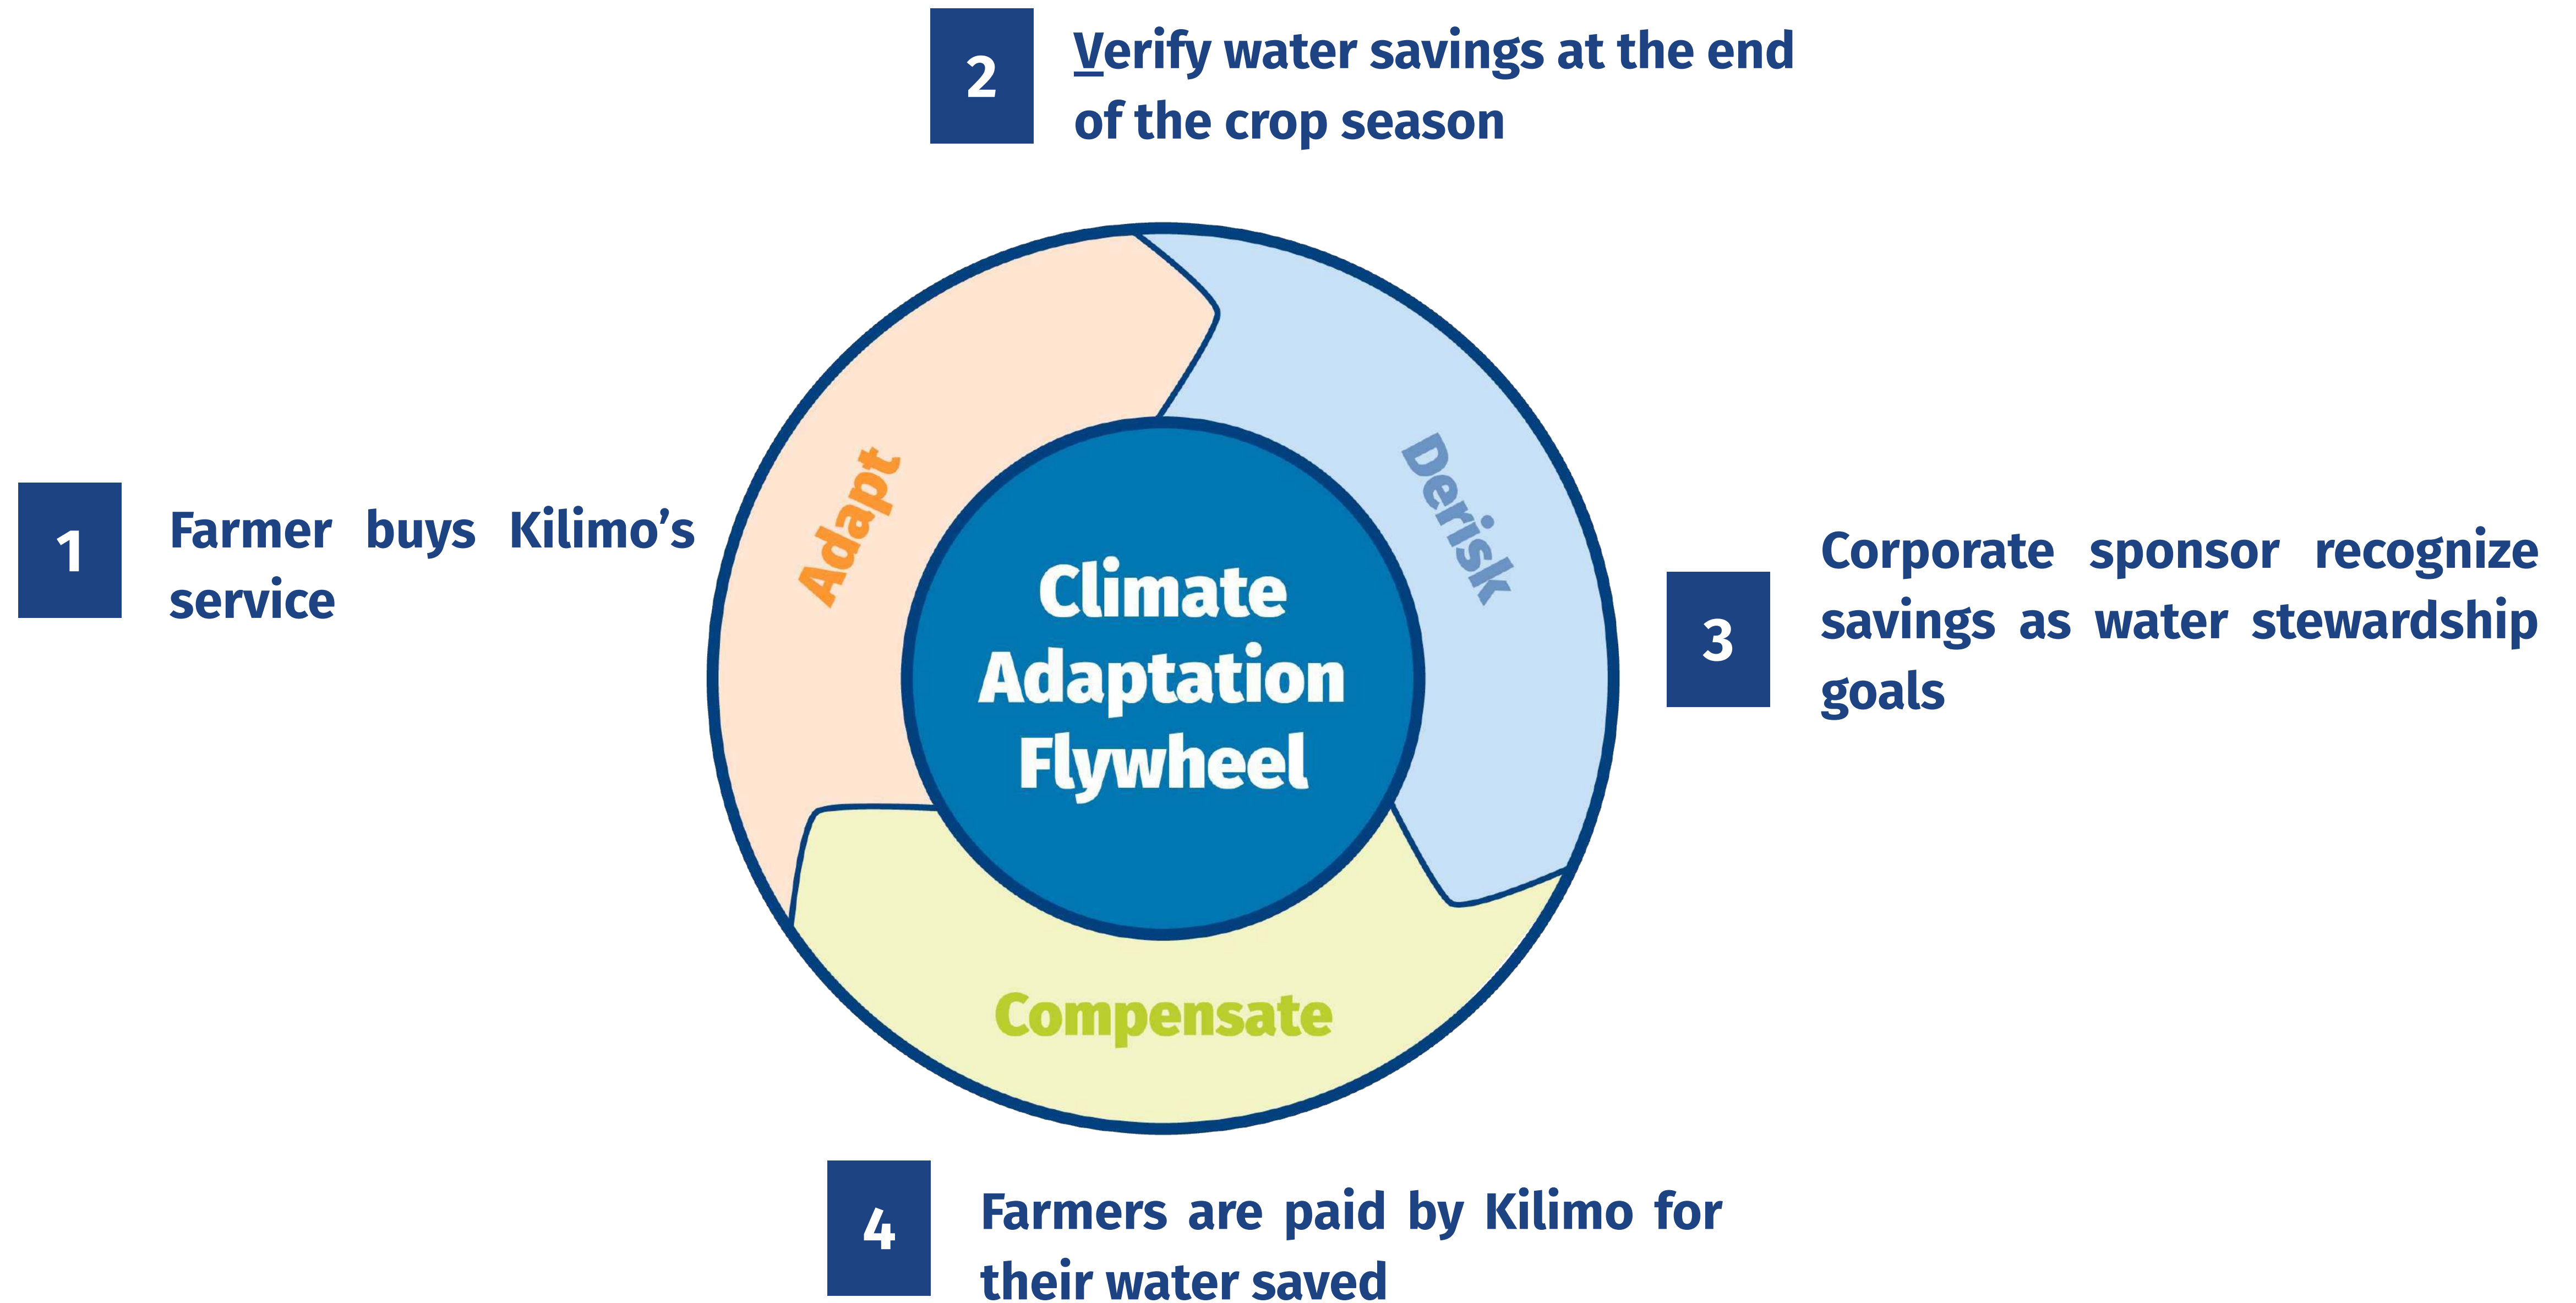 2
Verify water savings at the end
of the crop season
1
Farmer buys Kilimo’s
service
Adapt
Derisk
Climate
Adaptation
Flywheel
3
Corporate sponsor recognize
savings as water stewardship
goals
Compensate
4
Farmers are paid by Kilimo for
their water saved